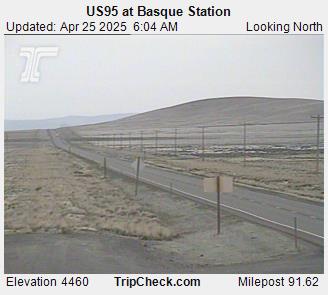 US95 at Basque Station
Updated: Apr 25 2025 6:04 AM Looking North
Elevation 4460 TripCheck.com Milepost 91.62